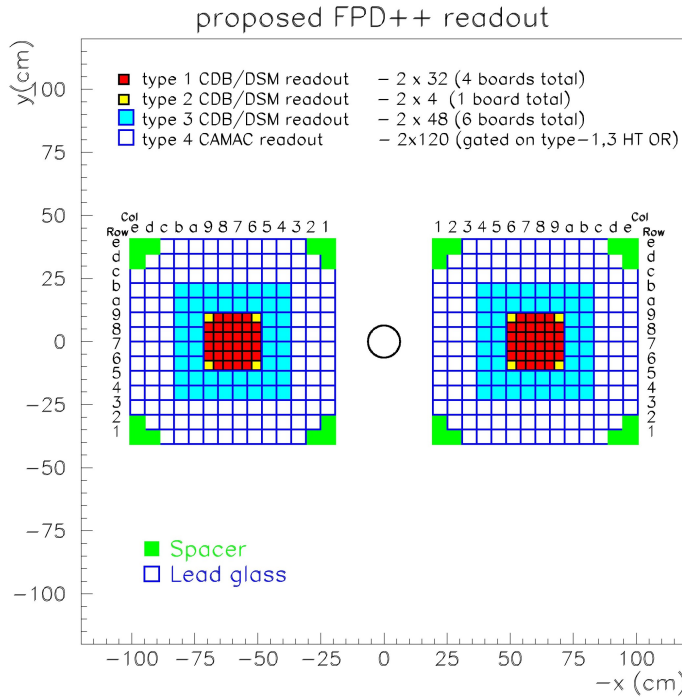 proposed FPD++ readout
y(cm)
100
75
50
25
0
−25
−50
−75
−100
type 1 CDB/DSM readout − 2 x 32 (4 boards total)
type 2 CDB/DSM readout − 2 x 4 (1 board total)
type 3 CDB/DSM readout − 2 x 48 (6 boards total)
type 4 CAMAC readout − 2x120 (gated on type−1,3 HT OR)
Col
e d c b a 9 8 7 6 5 4 3 2 1
Row
e
d
c
b
a
9
8
7
6
5
4
3
2
1
Col
1 2 3 4 5 6 7 8 9 a b c d e
Row
e
d
c
b
a
9
8
7
6
5
4
3
2
1
Spacer
Lead glass
−100 −75 −50 −25 0 25 50 75 100
−x (cm)